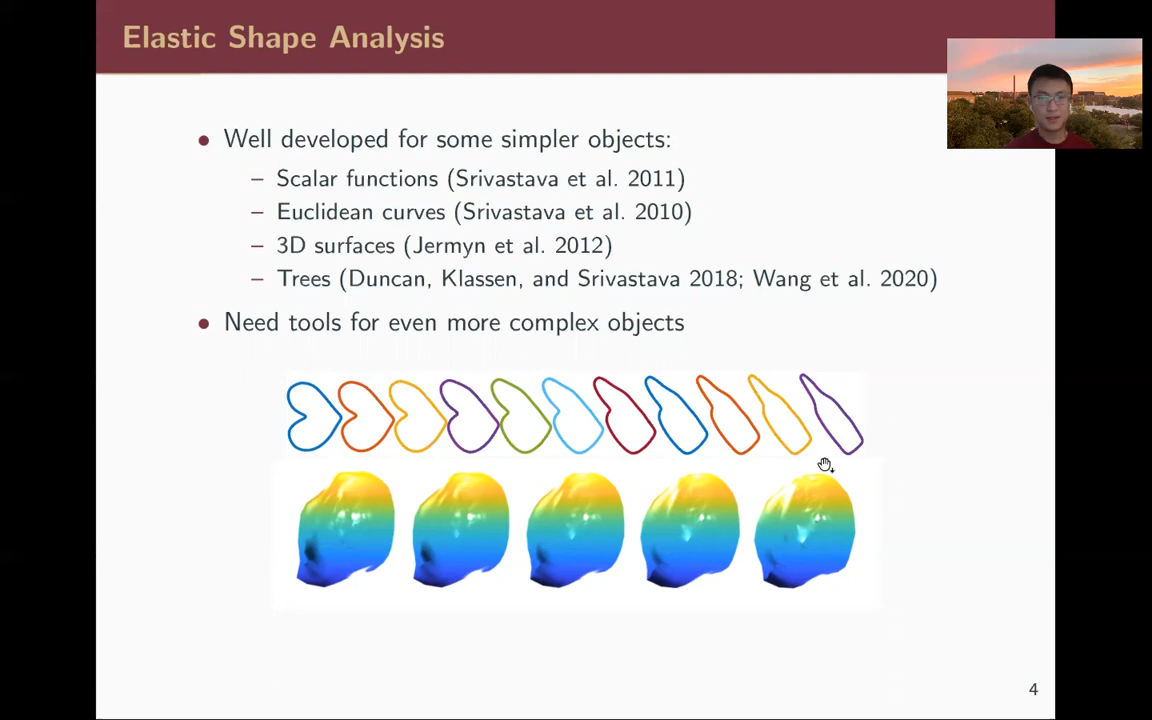 Elastic Shape Analysis
• Well developed for some simpler objects:
– Scalar functions (Srivastava et al. 2011)
– Euclidean curves (Srivastava et al. 2010)
– 3D surfaces (Jermyn et al. 2012)
– Trees (Duncan, Klassen, and Srivastava 2018; Wang et al. 2020)
• Need tools for even more complex objects
4